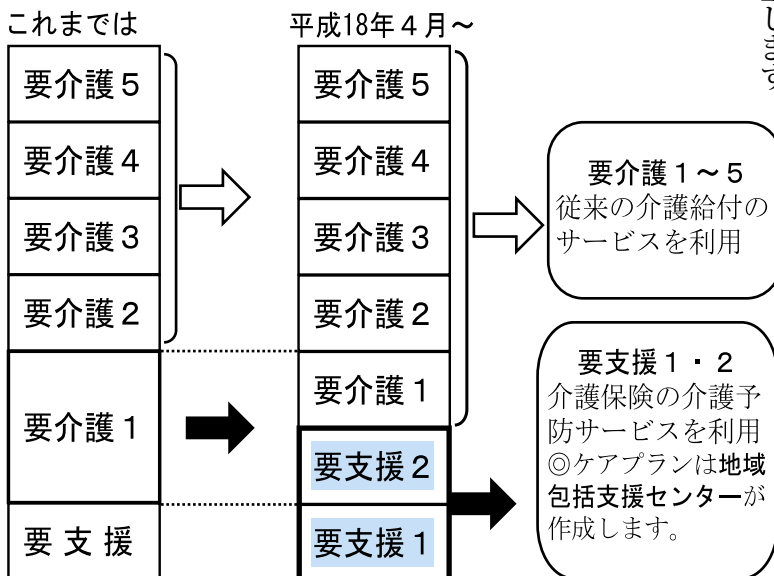 これまでは
要介護５
要介護４
要介護３
要介護２
要介護１
要 支 援
平成18年４月～
要介護５
要介護４
要介護３
要介護２
要介護１
要支援２
要支援１
します
要介護１～５
従来の介護給付の
サービスを利用
要支援１・２
介護保険の介護予
防サービスを利用
◎ケアプランは地域
包括支援センターが
作成します。